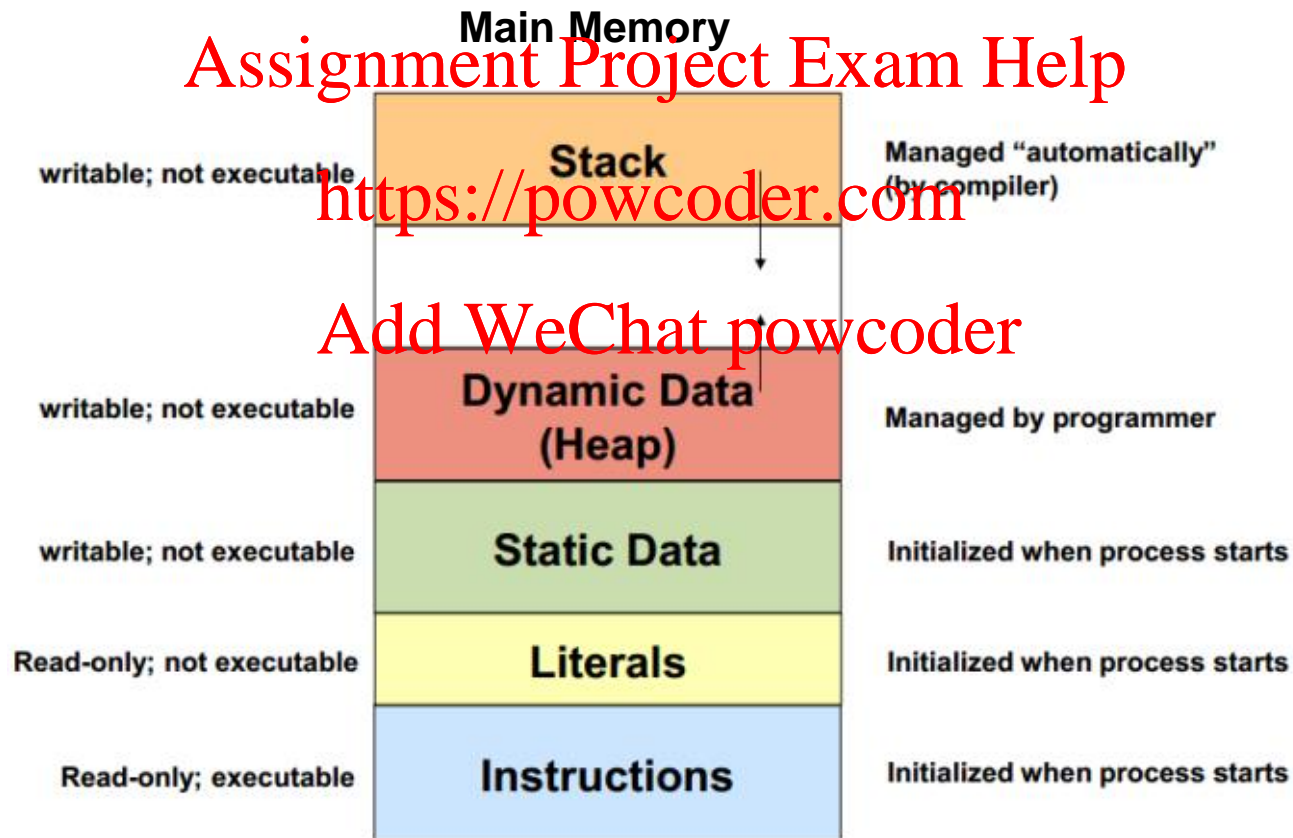 Main Memory
Assignment Project Exam Help
writable; not executable
Stack
Managed “automatically”
(by compiler)
https://powcoder.com
Add WeChat powcoder
writable; not executable
Dynamic Data
(Heap)
Managed by programmer
writable; not executable
Static Data
Initialized when process starts
Read-only; not executable
Literals
Initialized when process starts
Read-only; executable
Instructions
Initialized when process starts